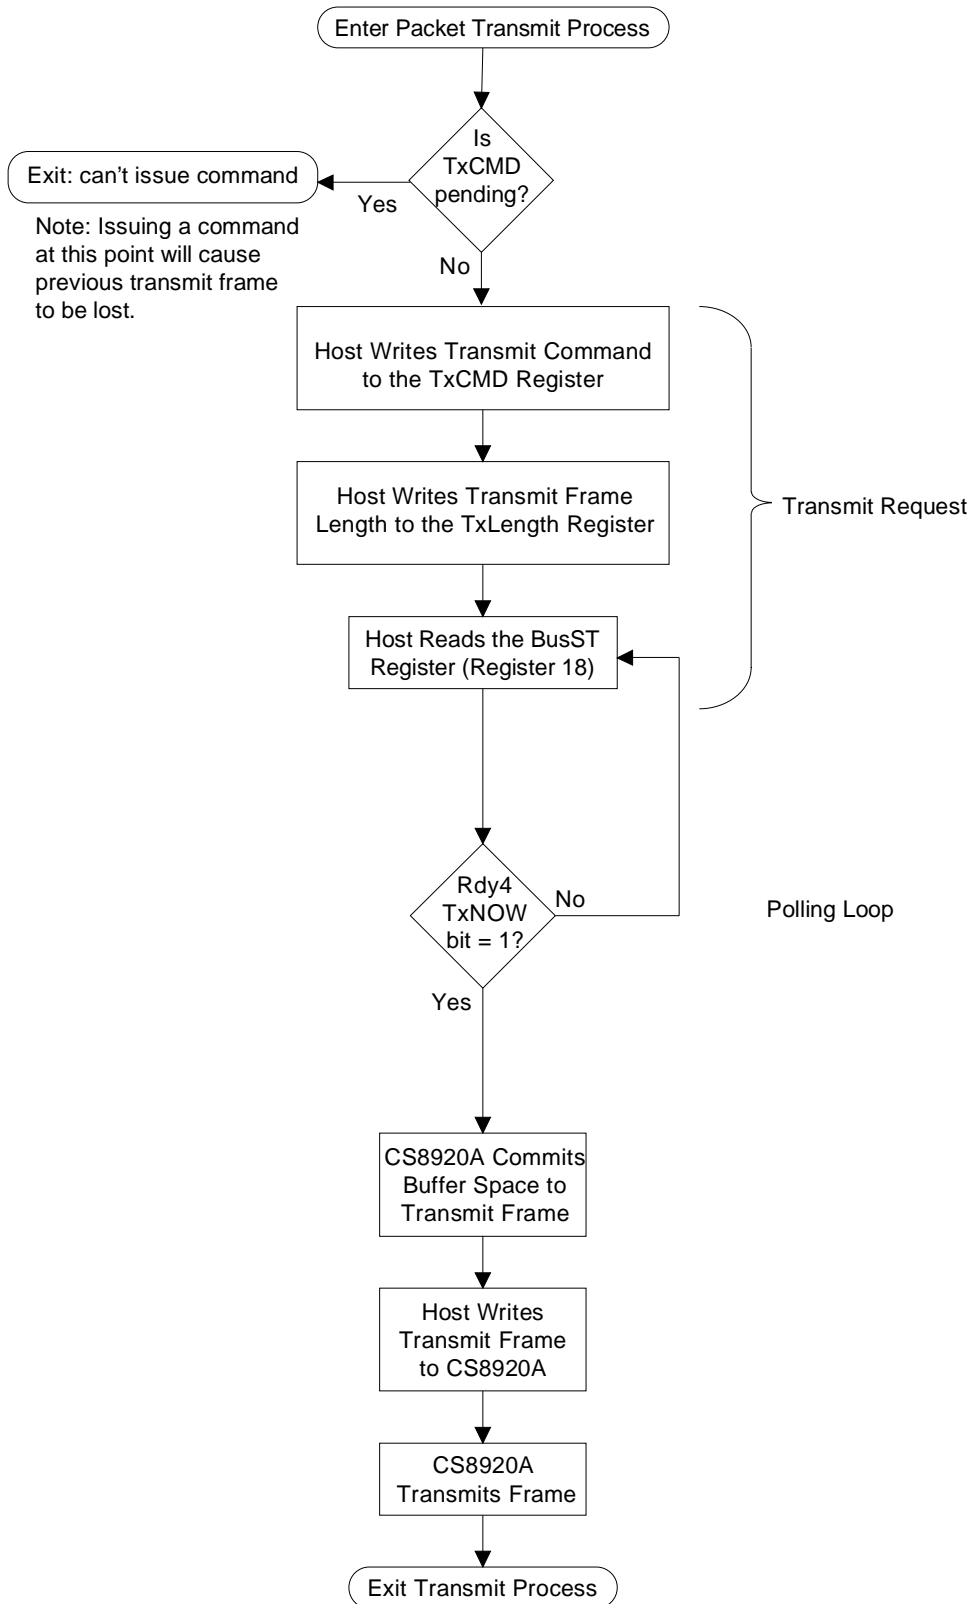 Enter Packet Transmit Process
Is
TxCMD
pending?
Exit: can't issue command
Yes
Note: Issuing a command
at this point will cause
previous transmit frame
to be lost.
No
Host Writes Transmit Command
to the TxCMD Register
Host Writes Transmit Frame
Length to the TxLength Register
Transmit Request
Host Reads the BusST
Register (Register 18)
Rdy4
TxNOW
bit = 1?
No
Polling Loop
Yes
CS8920A Commits
Buffer Space to
Transmit Frame
Host Writes
Transmit Frame
to CS8920A
CS8920A
Transmits Frame
Exit Transmit Process